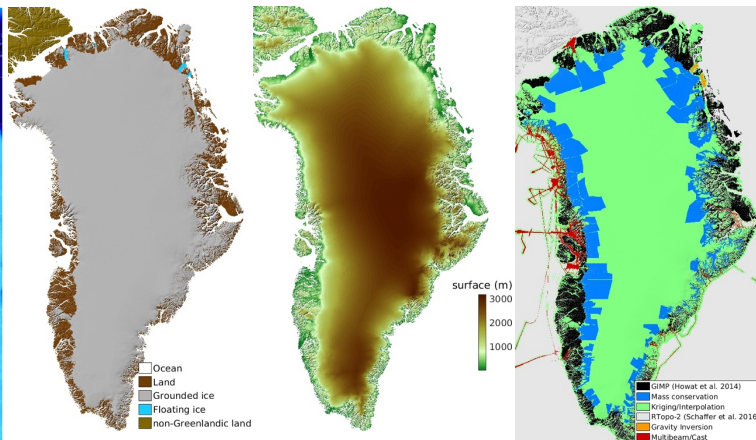 Ocean
Land
Grounded ice
Floating ice
non-Greenlandic land
surface (m)
3000
2000
1000
GIMP (Howat et al. 2014)
Mass conservation
Kriging/Interpolation
RTopo-2 (Schaffer et al. 2016
Gravity Inversion
Multibeam/Cast